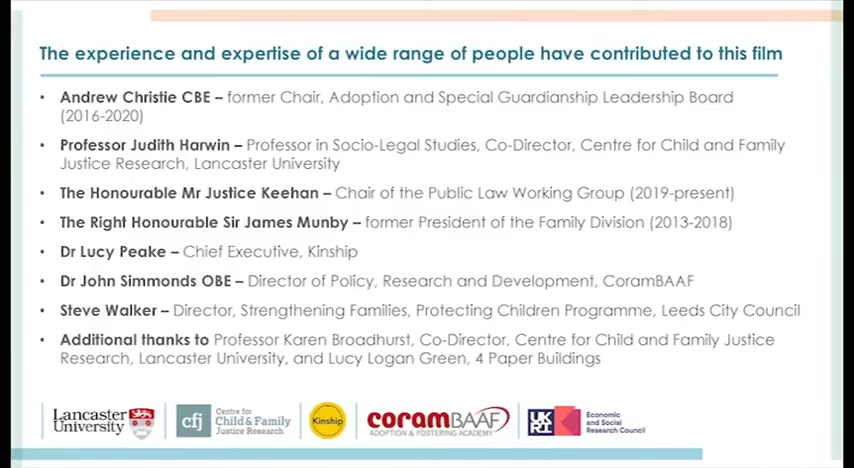 The experience and expertise of a wide range of people have contributed to this film
• Andrew Christie CBE – former Chair, Adoption and Special Guardianship Leadership Board
(2016-2020)
• Professor Judith Harwin – Professor in Socio-Legal Studies, Co-Director, Centre for Child and Family
Justice Research, Lancaster University
• The Honourable Mr Justice Keehan – Chair of the Public Law Working Group (2019-present)
• The Right Honourable Sir James Munby – former President of the Family Division (2013-2018)
• Dr Lucy Peake – Chief Executive, Kinship
• Dr John Simmonds OBE – Director of Policy, Research and Development, CoramBAAF
• Steve Walker – Director, Strengthening Families, Protecting Children Programme, Leeds City Council
• Additional thanks to Professor Karen Broadhurst, Co-Director, Centre for Child and Family Justice
Research, Lancaster University, and Lucy Logan Green, 4 Paper Buildings
Lancaster
University
cfj
Centre for
Child & Family
Justice Research
Kinship
coramBAAF
ADOPTION & FOSTERING ACADEMY
UK
RI
Economic
and Social
Research Council